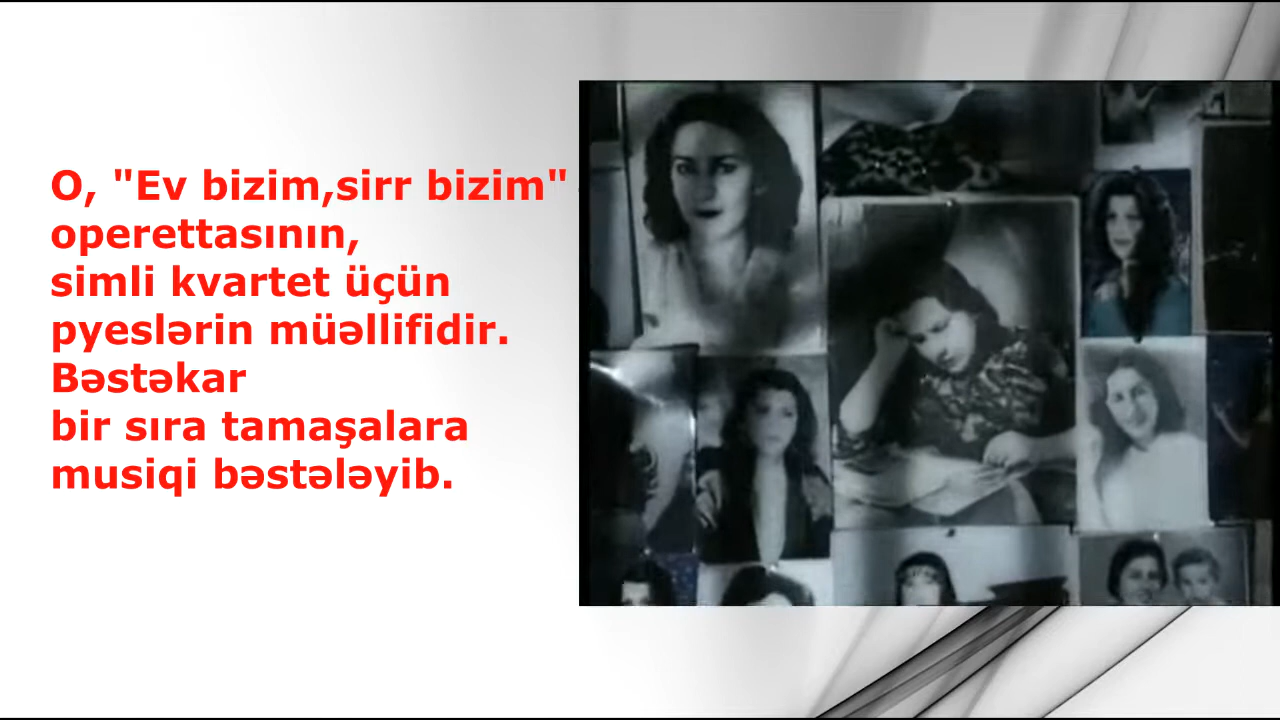 O, "Ev bizim,sirr bizim"
operettasının,
simli kvartet üçün
pyeslərin müəllifidir.
Bəstəkar
bir sıra tamaşalara
musiqi bəstələyib.